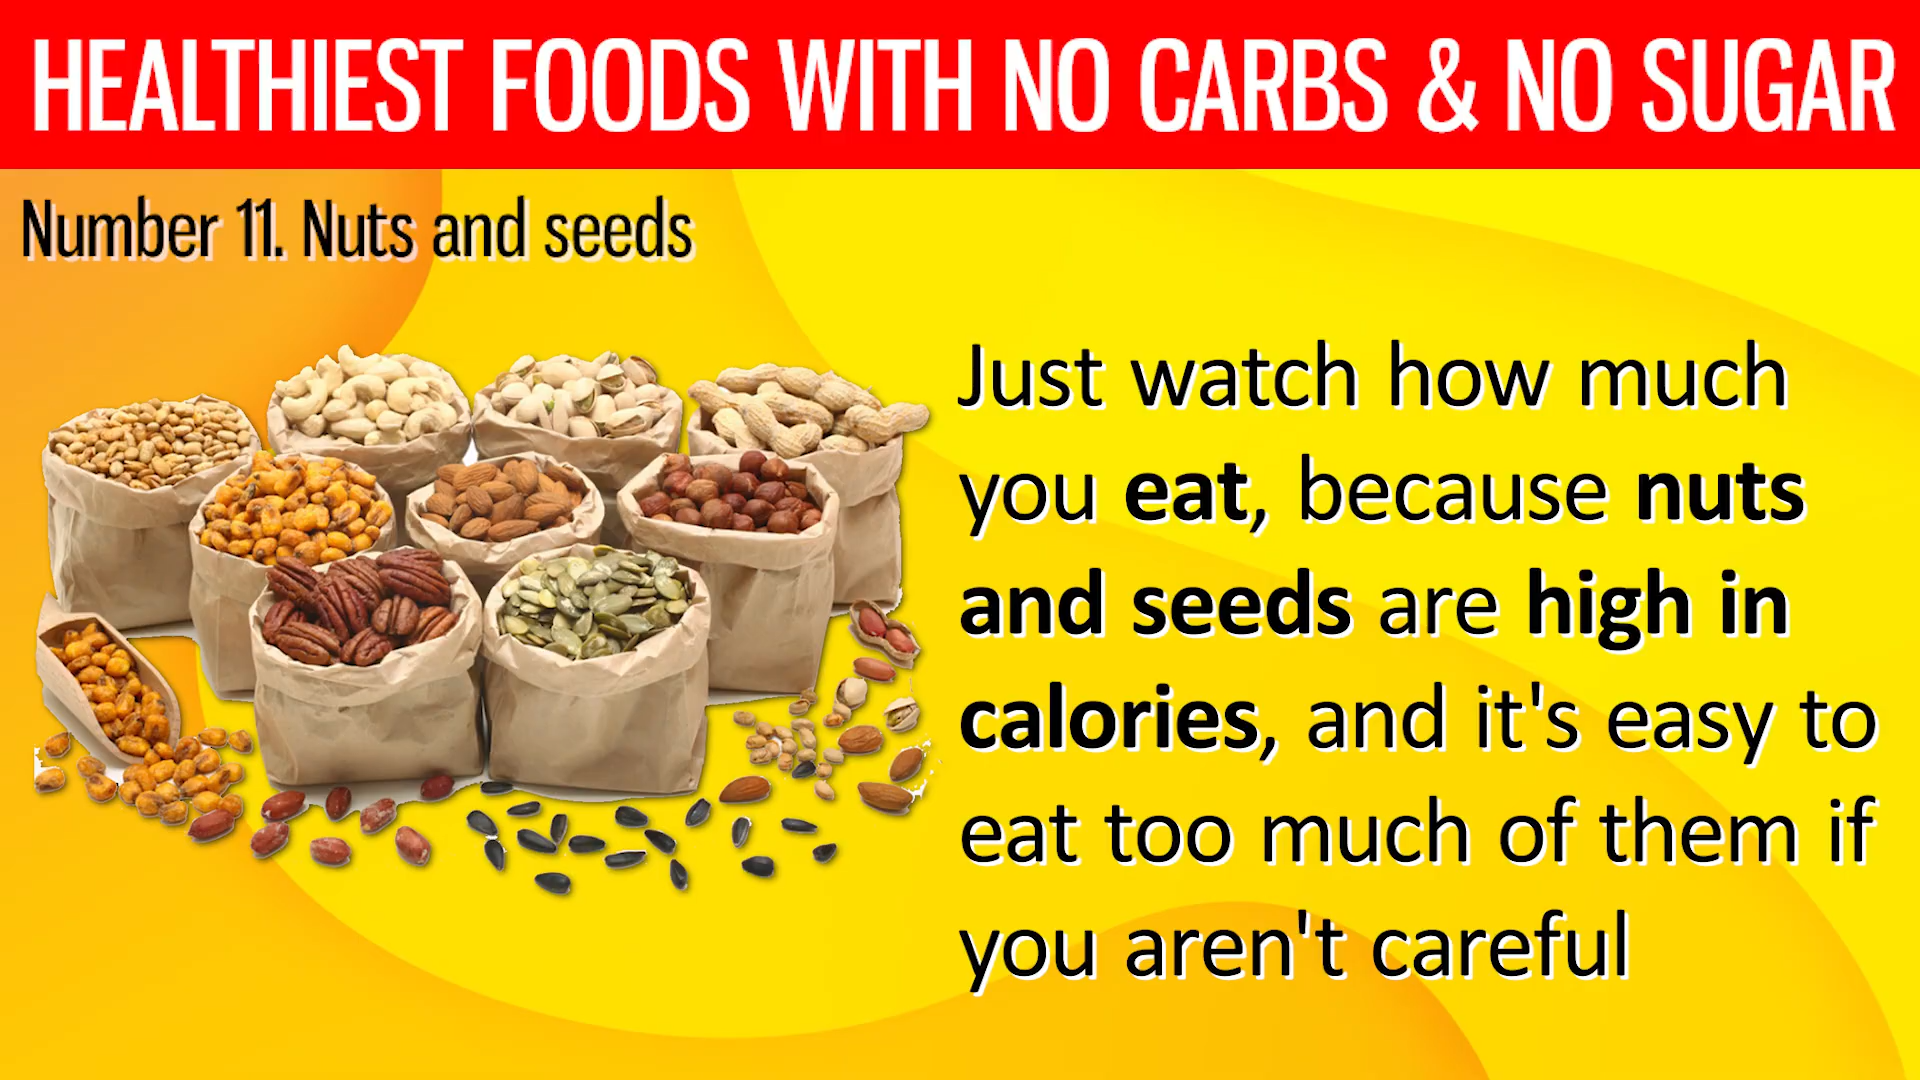 HEALTHIEST FOODS WITH NO CARBS & NO SUGAR
Number 11. Nuts and seeds
Just watch how much
you eat, because nuts
and seeds are high in
calories, and it's easy to
eat too much of them if
you aren't careful